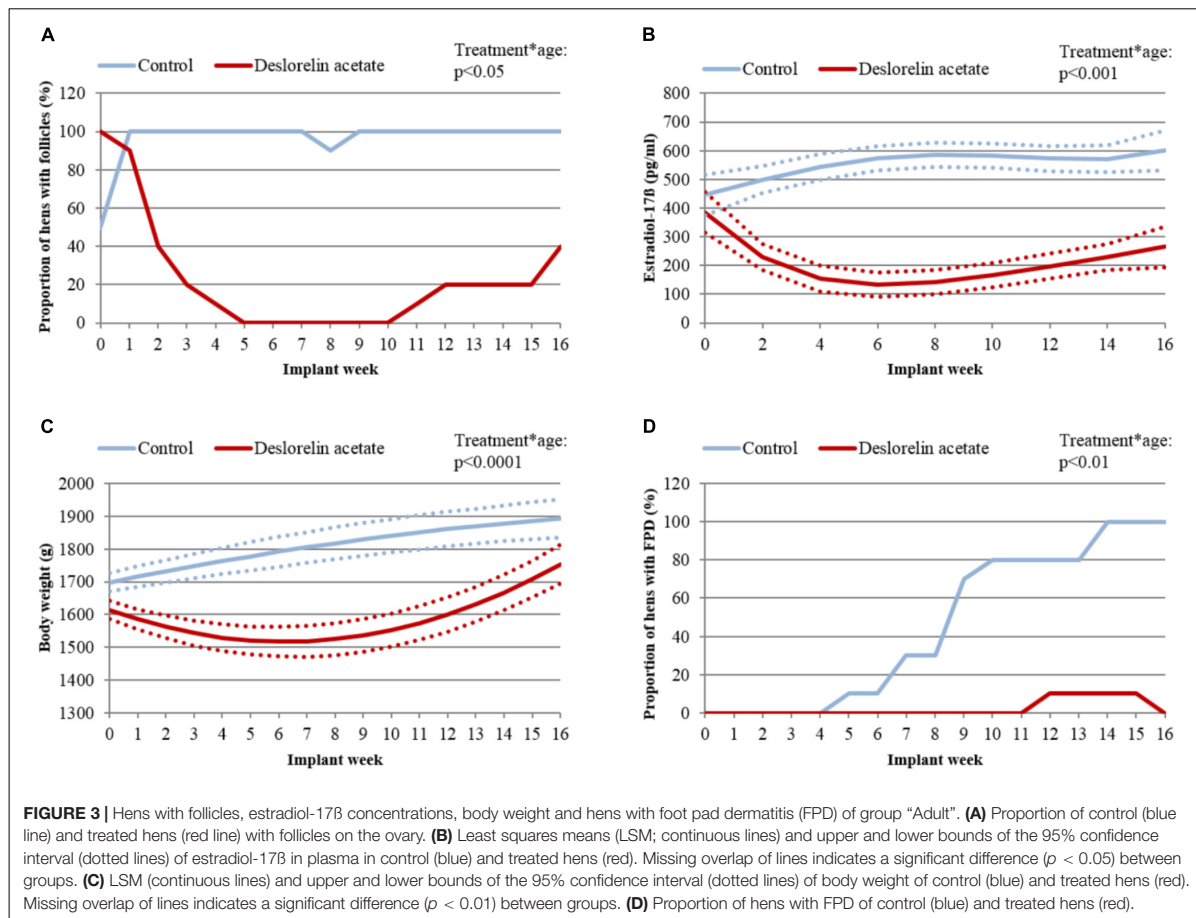 A
Control Deslorelin acetate
Treatment*age:
p<0.05
Proportion of hens with follicles (%)
120
100
80
60
40
20
0
0 1 2 3 4 5 6 7 8 9 10 11 12 13 14 15 16
Implant week
B
Control Deslorelin acetate
Treatment*age:
p<0.001
Estradiol-17ß (pg/ml)
800
700
600
500
400
300
200
100
0
0 2 4 6 8 10 12 14 16
Implant week
C
Control Deslorelin acetate
Treatment*age:
p<0.0001
Body weight (g)
2000
1900
1800
1700
1600
1500
1400
1300
0 1 2 3 4 5 6 7 8 9 10 11 12 13 14 15 16
Implant week
D
Control Deslorelin acetate
Treatment*age:
p<0.01
Proportion of hens with FPD (%)
120
100
80
60
40
20
0
0 1 2 3 4 5 6 7 8 9 10 11 12 13 14 15 16
Implant week
FIGURE 3 | Hens with follicles, estradiol-17ß concentrations, body weight and hens with foot pad dermatitis (FPD) of group “Adult”. (A) Proportion of control (blue
line) and treated hens (red line) with follicles on the ovary. (B) Least squares means (LSM; continuous lines) and upper and lower bounds of the 95% confidence
interval (dotted lines) of estradiol-17ß in plasma in control (blue) and treated hens (red). Missing overlap of lines indicates a significant difference (p < 0.05) between
groups. (C) LSM (continuous lines) and upper and lower bounds of the 95% confidence interval (dotted lines) of body weight of control (blue) and treated hens (red).
Missing overlap of lines indicates a significant difference (p < 0.01) between groups. (D) Proportion of hens with FPD of control (blue) and treated hens (red).